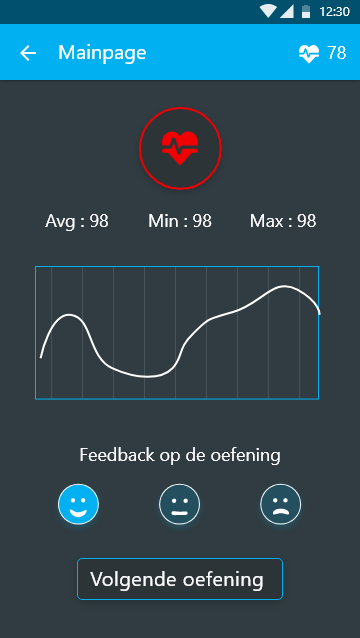 12:30
Mainpage 78
Avg : 98 Min : 98 Max : 98
Feedback op de oefening
Volgende oefening